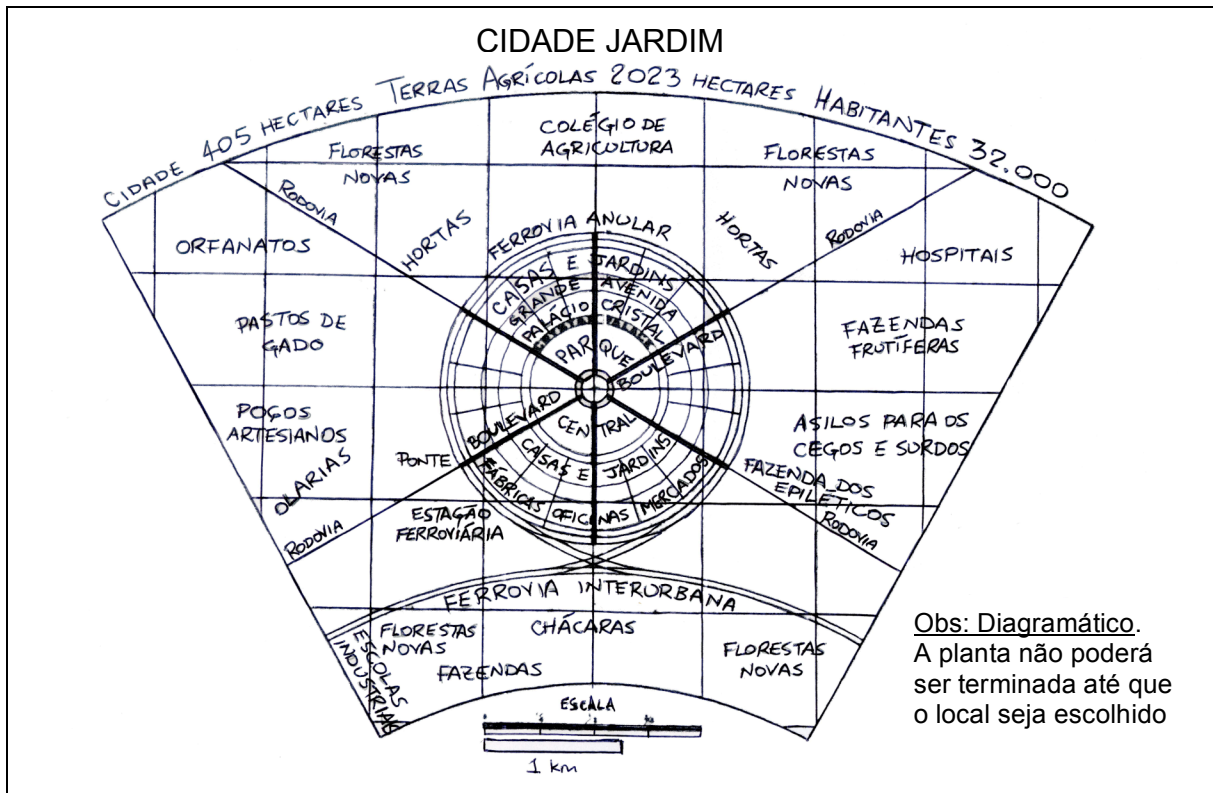 CIDADE JARDIM
CIDADE 405 HECTARES TERRAS AGRÍCOLAS 2023 HECTARES HABITANTES 32.000
FLORESTAS
NOVAS
COLÉGIO DE
AGRICULTURA
FLORESTAS
NOVAS
RODOVIA
RODOVIA
ORFANATOS
HORTAS
FERROVIA ANULAR
HORTAS
HOSPITAIS
CASAS E JARDINS
GRANDE AVENIDA
PALÁCIO CRISTAL
PASTOS DE
GADO
PARQUE
BOULEVARD
FAZENDAS
FRUTÍFERAS
POÇOS
ARTESIANOS
BOULEVARD
CENTRAL
ASILOS PARA OS
CEGOS E SURDOS
OLARIAS
PONTE
CASAS E JARDINS
FÁBRICAS OFICINAS MERCADOS
FAZENDA DOS
EPILÉTICOS
RODOVIA
ESTAÇÃO
FERROVIÁRIA
RODOVIA
FERROVIA INTERURBANA
ESCOLAS
INDUSTRIAIS
FLORESTAS
NOVAS
CHÁCARAS
FAZENDAS
FLORESTAS
NOVAS
Obs: Diagramático.
A planta não poderá
ser terminada até que
o local seja escolhido
ESCALA
1 km